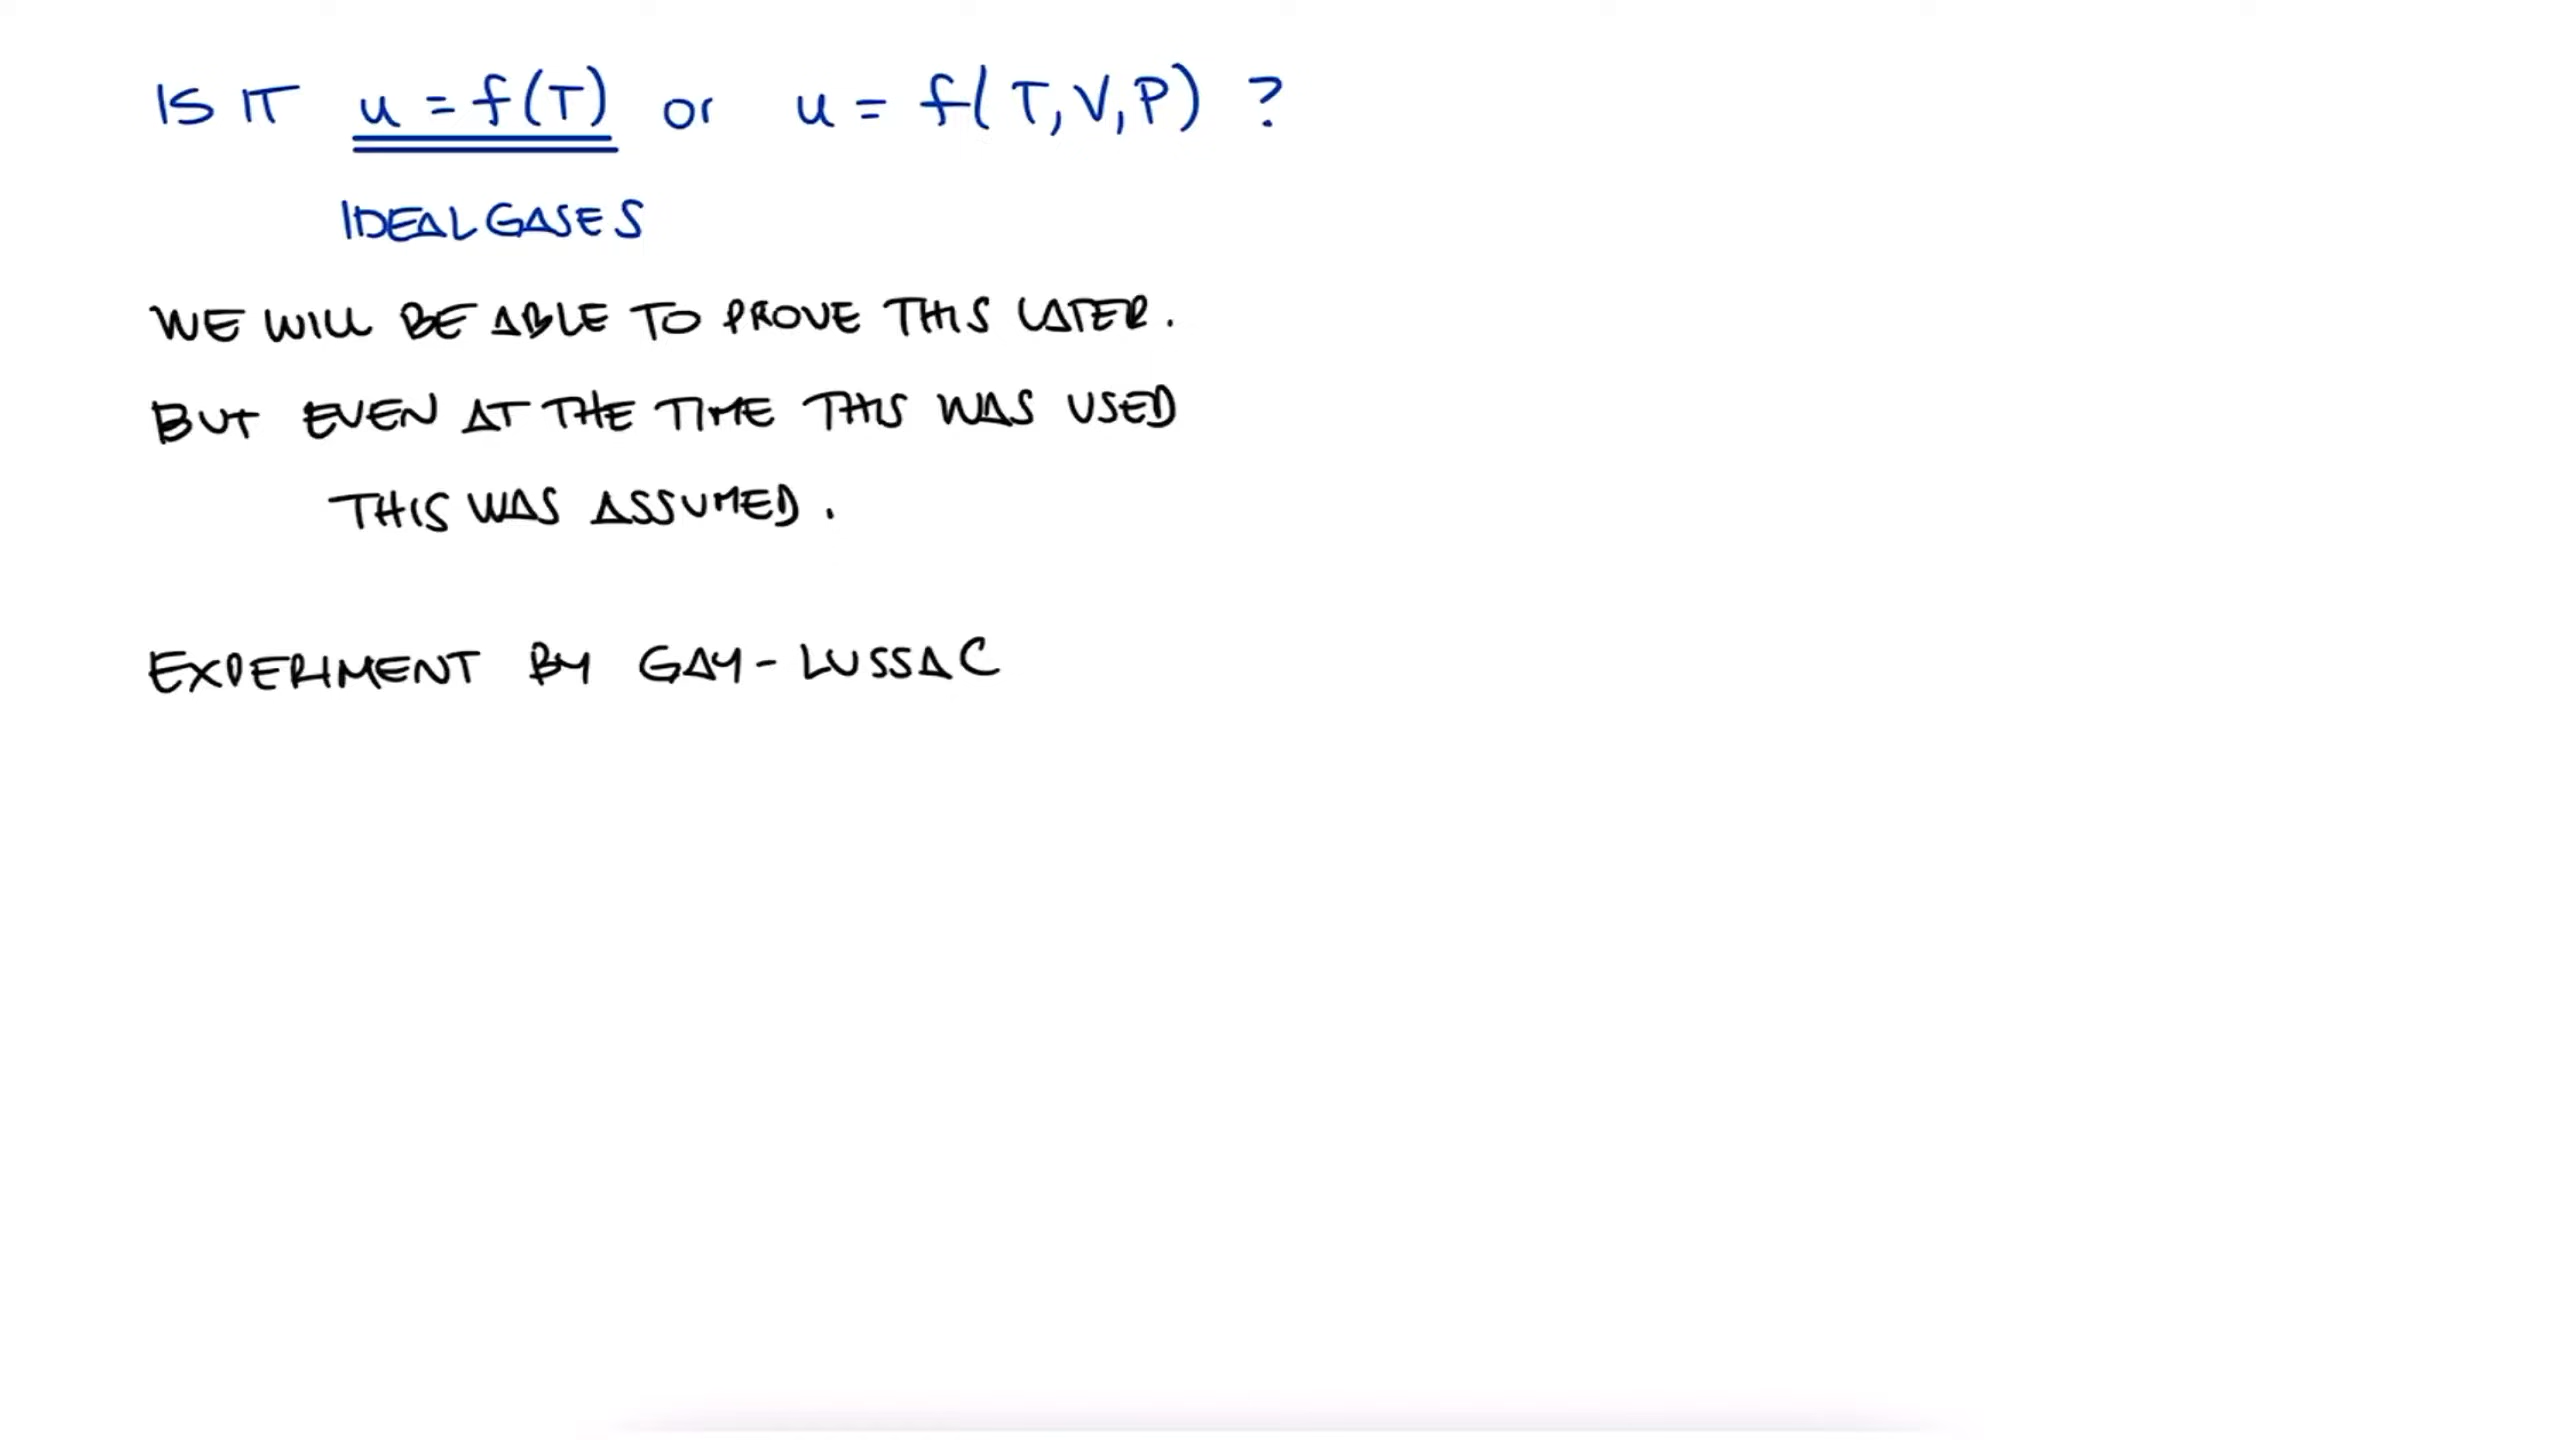 IS IT u = f(T) or u = f(T,V,P) ?
IDEAL GASES
WE WILL BE ABLE TO PROVE THIS LATER.
BUT EVEN AT THE TIME THIS WAS USED
THIS WAS ASSUMED.
EXPERIMENT BY GAY-LUSSAC